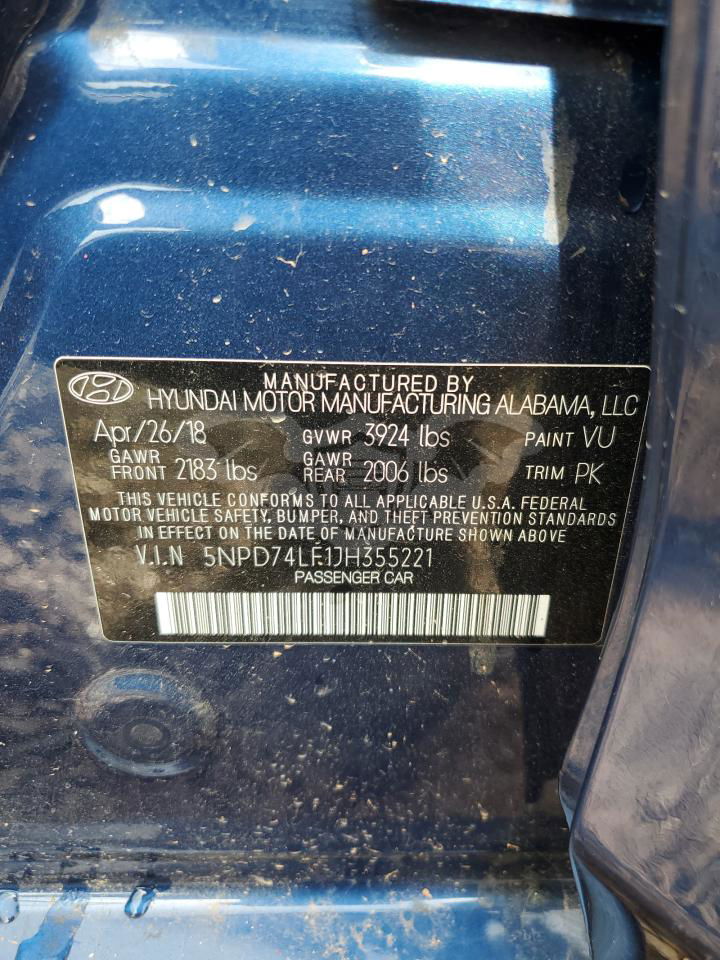 MANUFACTURED BY
HYUNDAI MOTOR MANUFACTURING ALABAMA, LLC
Apr/26/18 GVWR 3924 lbs PAINT VU
GAWR FRONT 2183 lbs GAWR REAR 2006 lbs TRIM PK
THIS VEHICLE CONFORMS TO ALL APPLICABLE U.S.A. FEDERAL
MOTOR VEHICLE SAFETY, BUMPER, AND THEFT PREVENTION STANDARDS
IN EFFECT ON THE DATE OF MANUFACTURE SHOWN ABOVE
V.I.N 5NPD74LF1JH355221
PASSENGER CAR